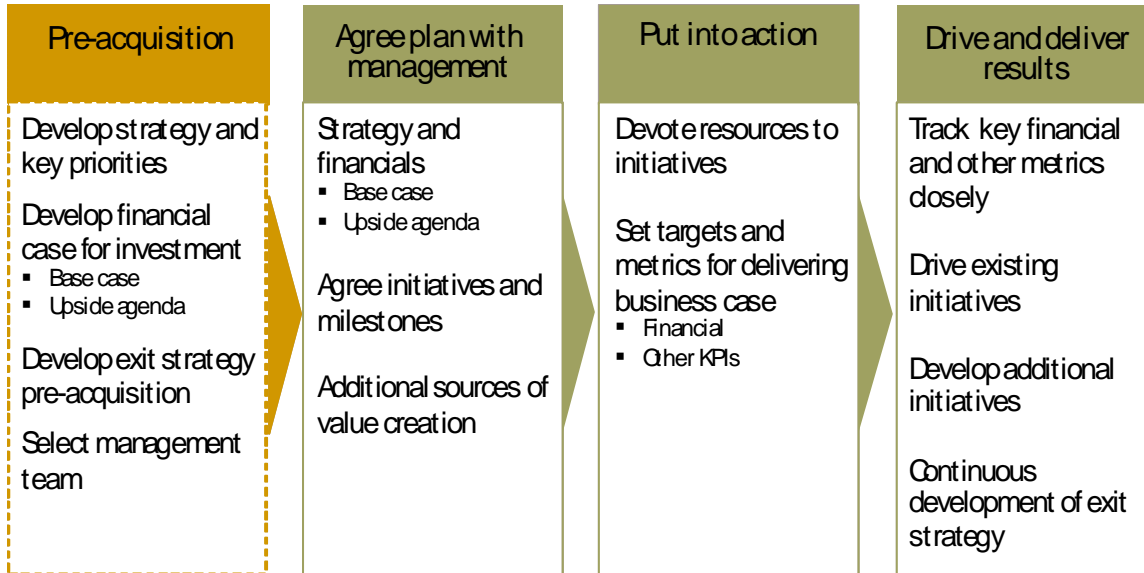 Pre-acquisition
Develop strategy and
key priorities
Develop financial
case for investment
▪ Base case
▪ Upside agenda
Develop exit strategy
pre-acquisition
Select management
team
Agree plan with
management
Strategy and
financials
▪ Base case
▪ Upside agenda
Agree initiatives and
milestones
Additional sources of
value creation
Put into action
Devote resources to
initiatives
Set targets and
metrics for delivering
business case
▪ Financial
▪ Other KPIs
Drive and deliver
results
Track key financial
and other metrics
closely
Drive existing
initiatives
Develop additional
initiatives
Continuous
development of exit
strategy